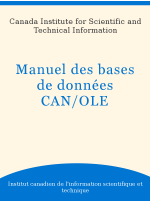 Canada Institute for Scientific and
Technical Information
Manuel des bases
de données
CAN/OLE
Institut canadien de l'information scientifique et
technique